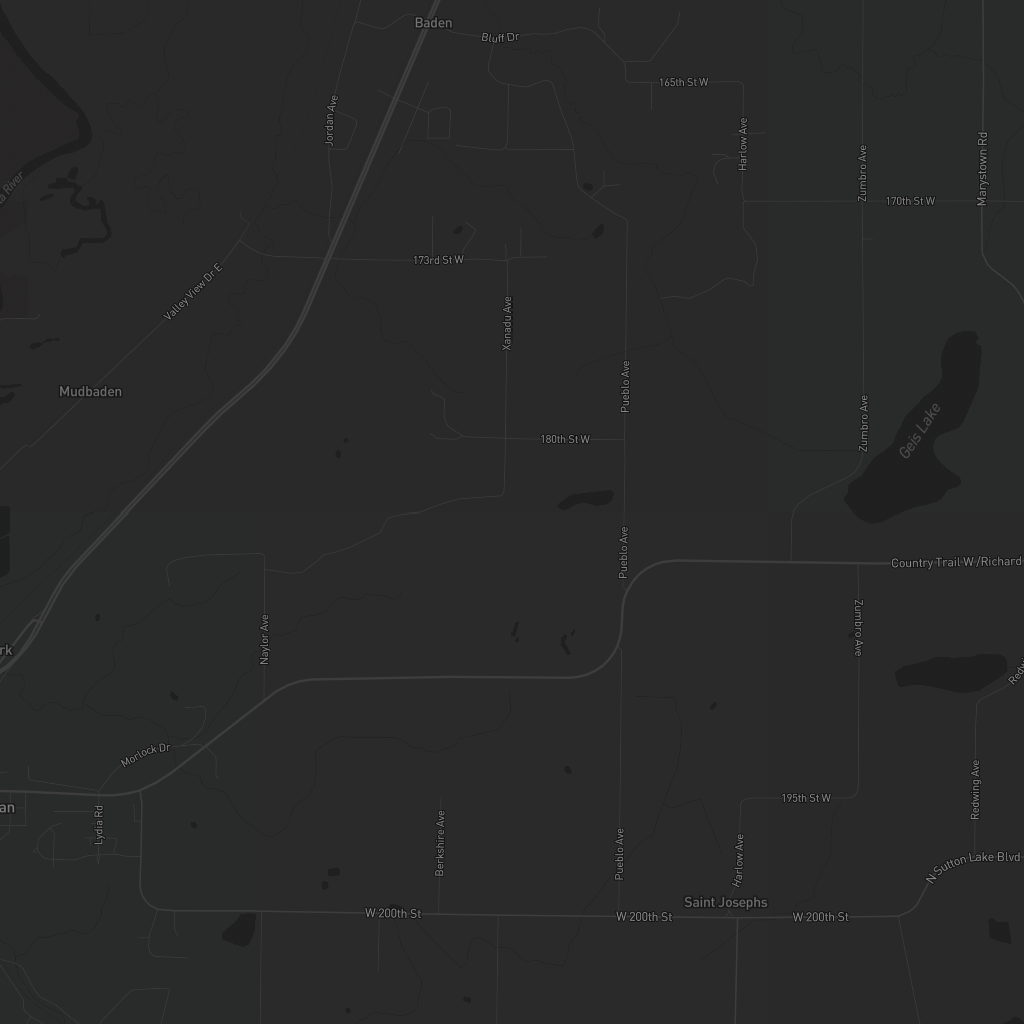 Baden
Bluff Dr
165th St W
Jordan Ave
Harlow Ave
Zumbro Ave
Marystown Rd
River
170th St W
173rd St W
Valley View Dr E
Xanadu Ave
Pueblo Ave
Mudbaden
Zumbro Ave
Geis Lake
180th St W
Pueblo Ave
Country Trail W /Richard
Naylor Ave
Zumbro Ave
rk
Redwi
Morlock Dr
an
Lydia Rd
Redwing Ave
195th St W
Berkshire Ave
Pueblo Ave
Harlow Ave
N Sutton Lake Blvd
Saint Josephs
W 200th St
W 200th St
W 200th St